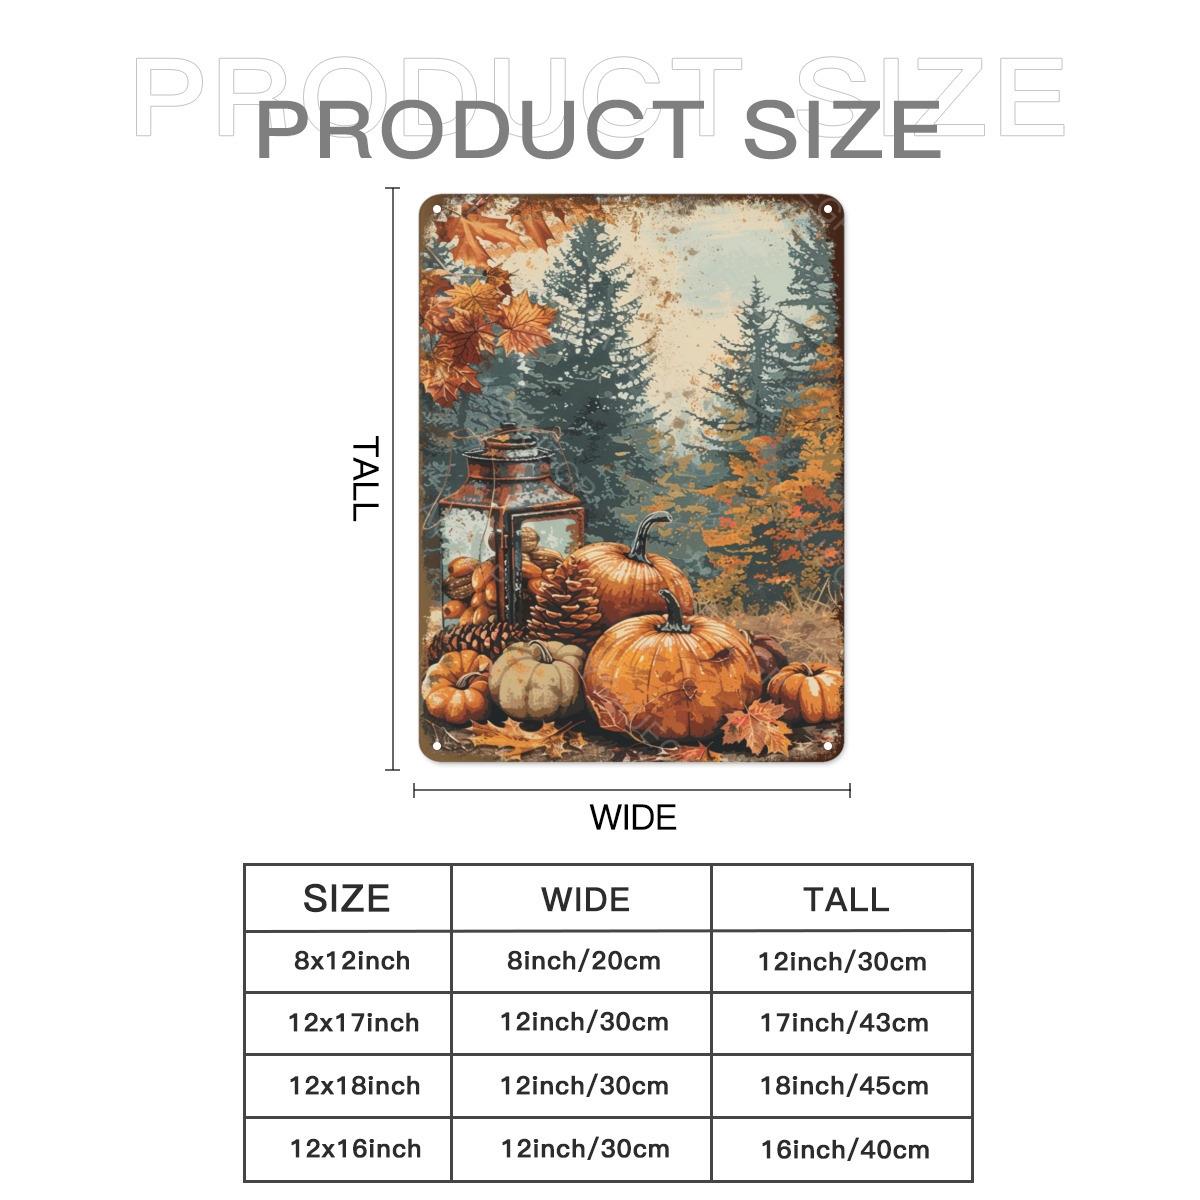 PRODUCT SIZE
PRODUCT SIZE
TALL
WIDE
SIZE WIDE TALL
8x12inch 8inch/20cm 12inch/30cm
12x17inch 12inch/30cm 17inch/43cm
12x18inch 12inch/30cm 18inch/45cm
12x16inch 12inch/30cm 16inch/40cm